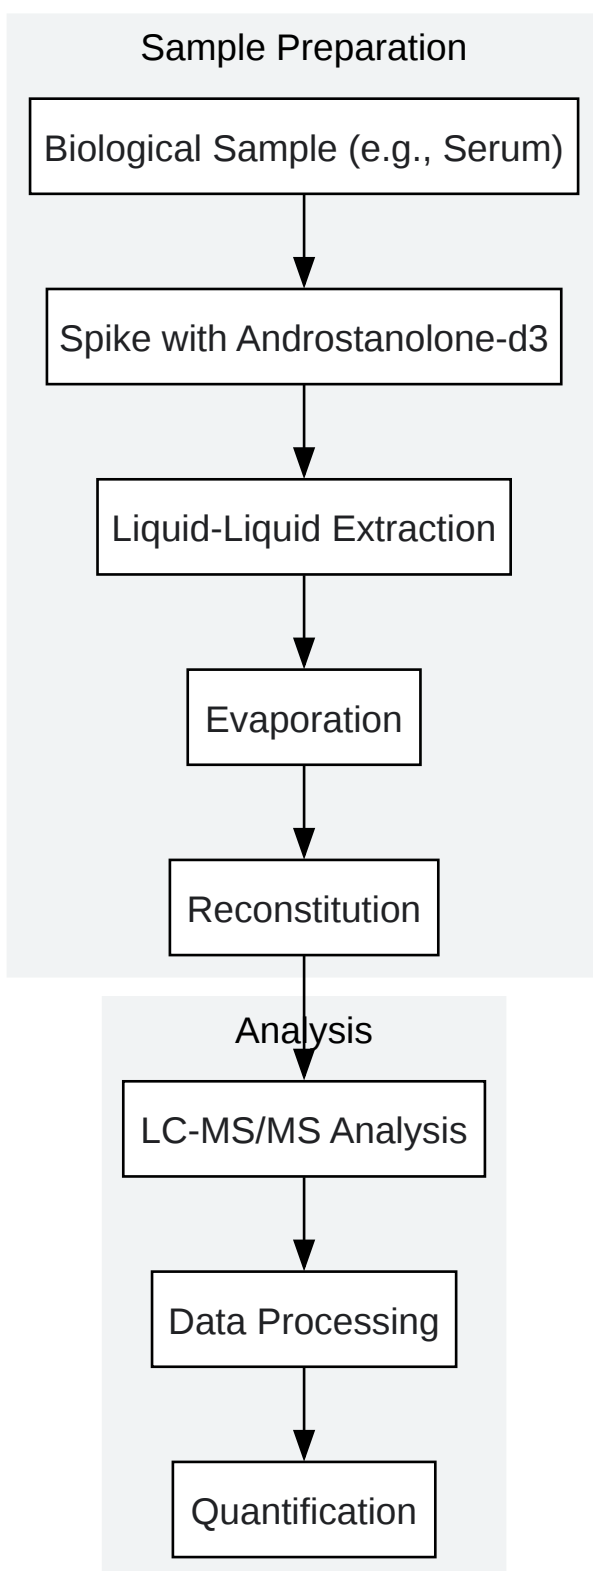 Sample Preparation
Biological Sample (e.g., Serum)
Spike with Androstanolone-d3
Liquid-Liquid Extraction
Evaporation
Reconstitution
Analysis
LC-MS/MS Analysis
Data Processing
Quantification